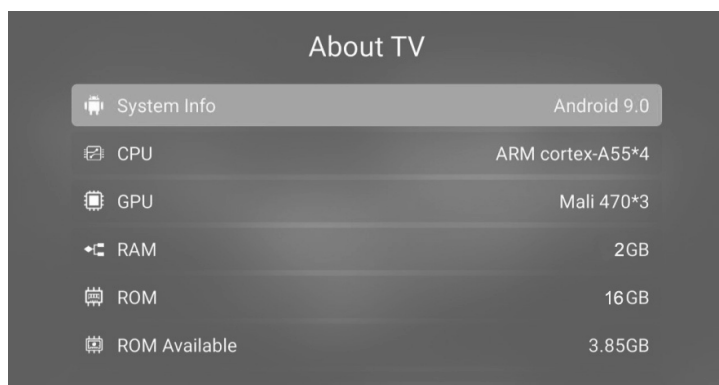 About TV
System Info Android 9.0
CPU ARM cortex-A55*4
GPU Mali 470*3
RAM 2GB
ROM 16GB
ROM Available 3.85GB